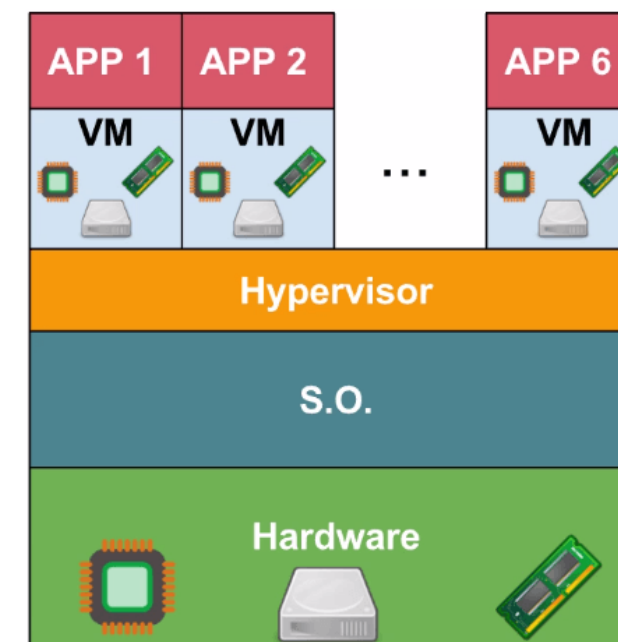 APP 1 APP 2 APP 6
VM VM ... VM
Hypervisor
S.O.
Hardware